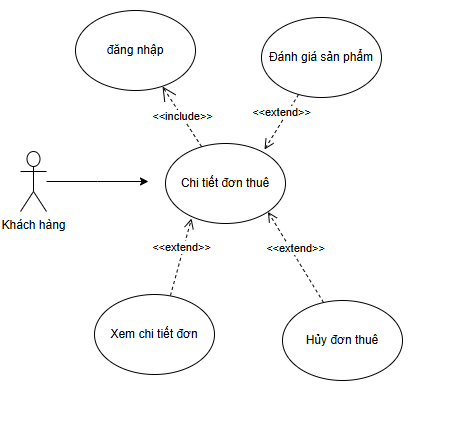 đăng nhập
Đánh giá sản phẩm
<<include>>
<<extend>>
Chi tiết đơn thuê
Khách hàng
<<extend>>
<<extend>>
Xem chi tiết đơn
Hủy đơn thuê